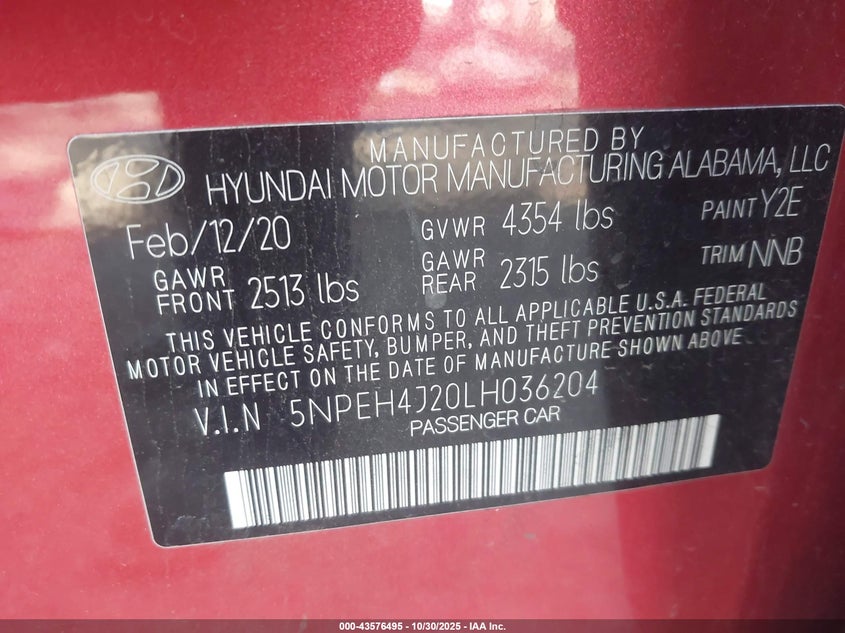 MANUFACTURED BY
HYUNDAI MOTOR MANUFACTURING ALABAMA, LLC
Feb/12/20 GVWR 4354 lbs PAINT Y2E
GAWR FRONT 2513 lbs GAWR REAR 2315 lbs TRIM NNB
THIS VEHICLE CONFORMS TO ALL APPLICABLE U.S.A. FEDERAL
MOTOR VEHICLE SAFETY, BUMPER, AND THEFT PREVENTION STANDARDS
IN EFFECT ON THE DATE OF MANUFACTURE SHOWN ABOVE
V.I.N 5NPEH4J20LH036204
PASSENGER CAR
000-43576495 - 10/30/2025 - IAA Inc.